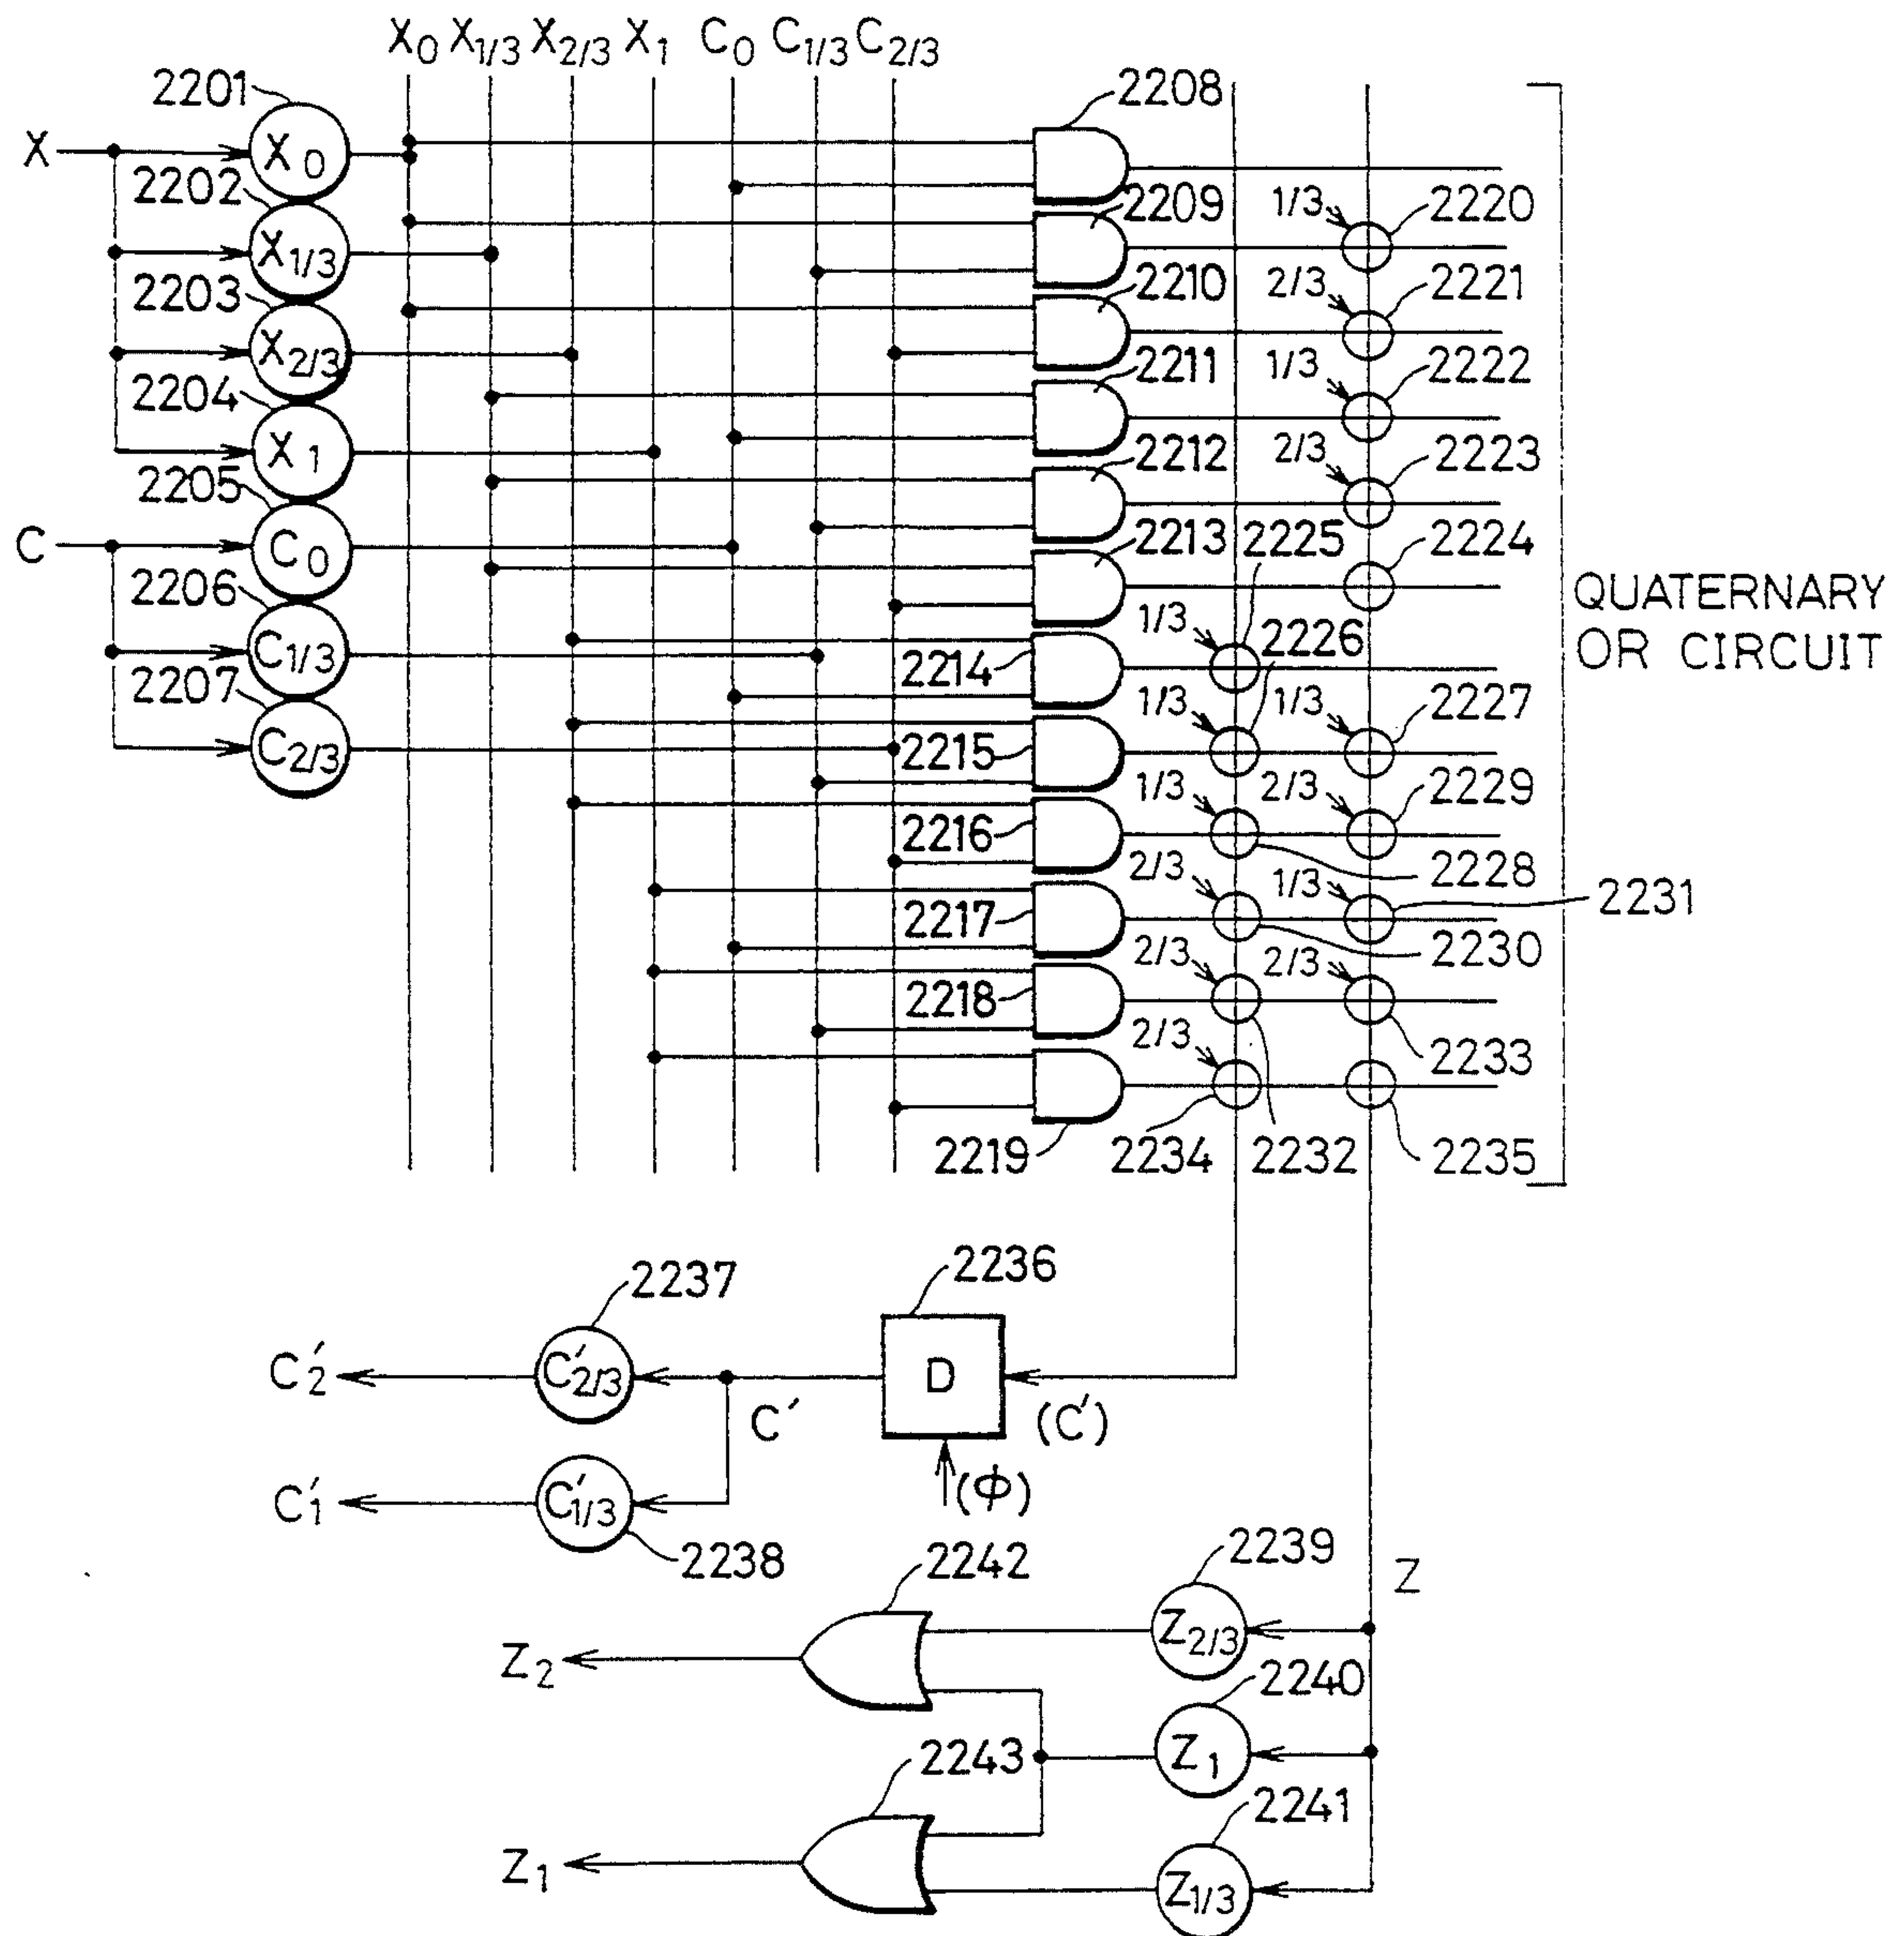 X₀ X₁/₃ X₂/₃ X₁ C₀ C₁/₃ C₂/₃
2201
2208
X
X₀
2202
2209
1/3
2220
X₁/₃
2203
2210
2/3
2221
X₂/₃
2204
2211
1/3
2222
X₁
2205
2212
2/3
2223
C
C₀
2213
2225
2224
QUATERNARY
OR CIRCUIT
2206
C₁/₃
2214
1/3
2226
2207
C₂/₃
2215
1/3
1/3
2227
2216
1/3
2/3
2229
2228
2217
2/3
1/3
2231
2230
2218
2/3
2/3
2233
2/3
2219
2234
2232
2235
2237
2236
C′₂
C′₂/₃
D
C′
(C′)
C′₁
C′₁/₃
(Φ)
2238
2242
2239
Z
Z₂
Z₂/₃
2240
2243
Z₁
2241
Z₁
Z₁/₃